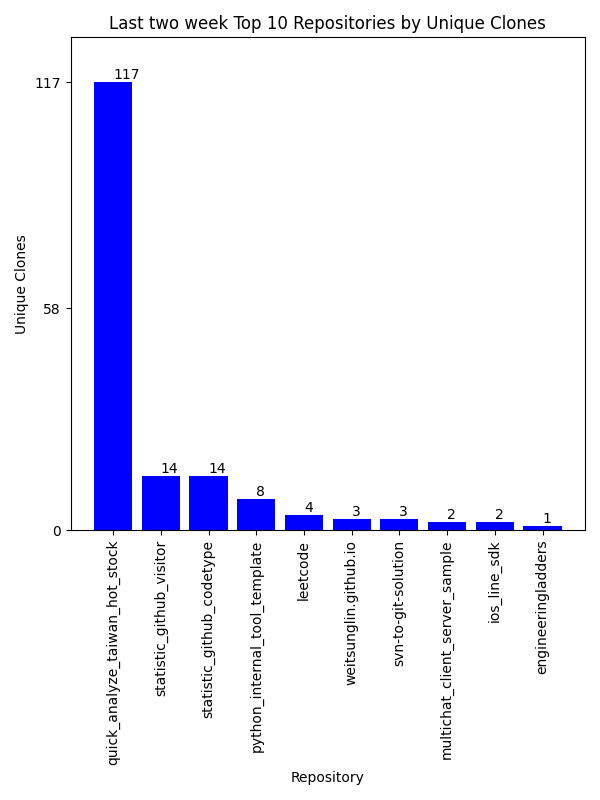 Last two week Top 10 Repositories by Unique Clones
Unique Clones
117
58
0
117
14
14
8
4
3
3
2
2
1
quick_analyze_taiwan_hot_stock
statistic_github_visitor
statistic_github_codetype
python_internal_tool_template
leetcode
weitsunglin.github.io
svn-to-git-solution
multichat_client_server_sample
ios_line_sdk
engineeringladders
Repository